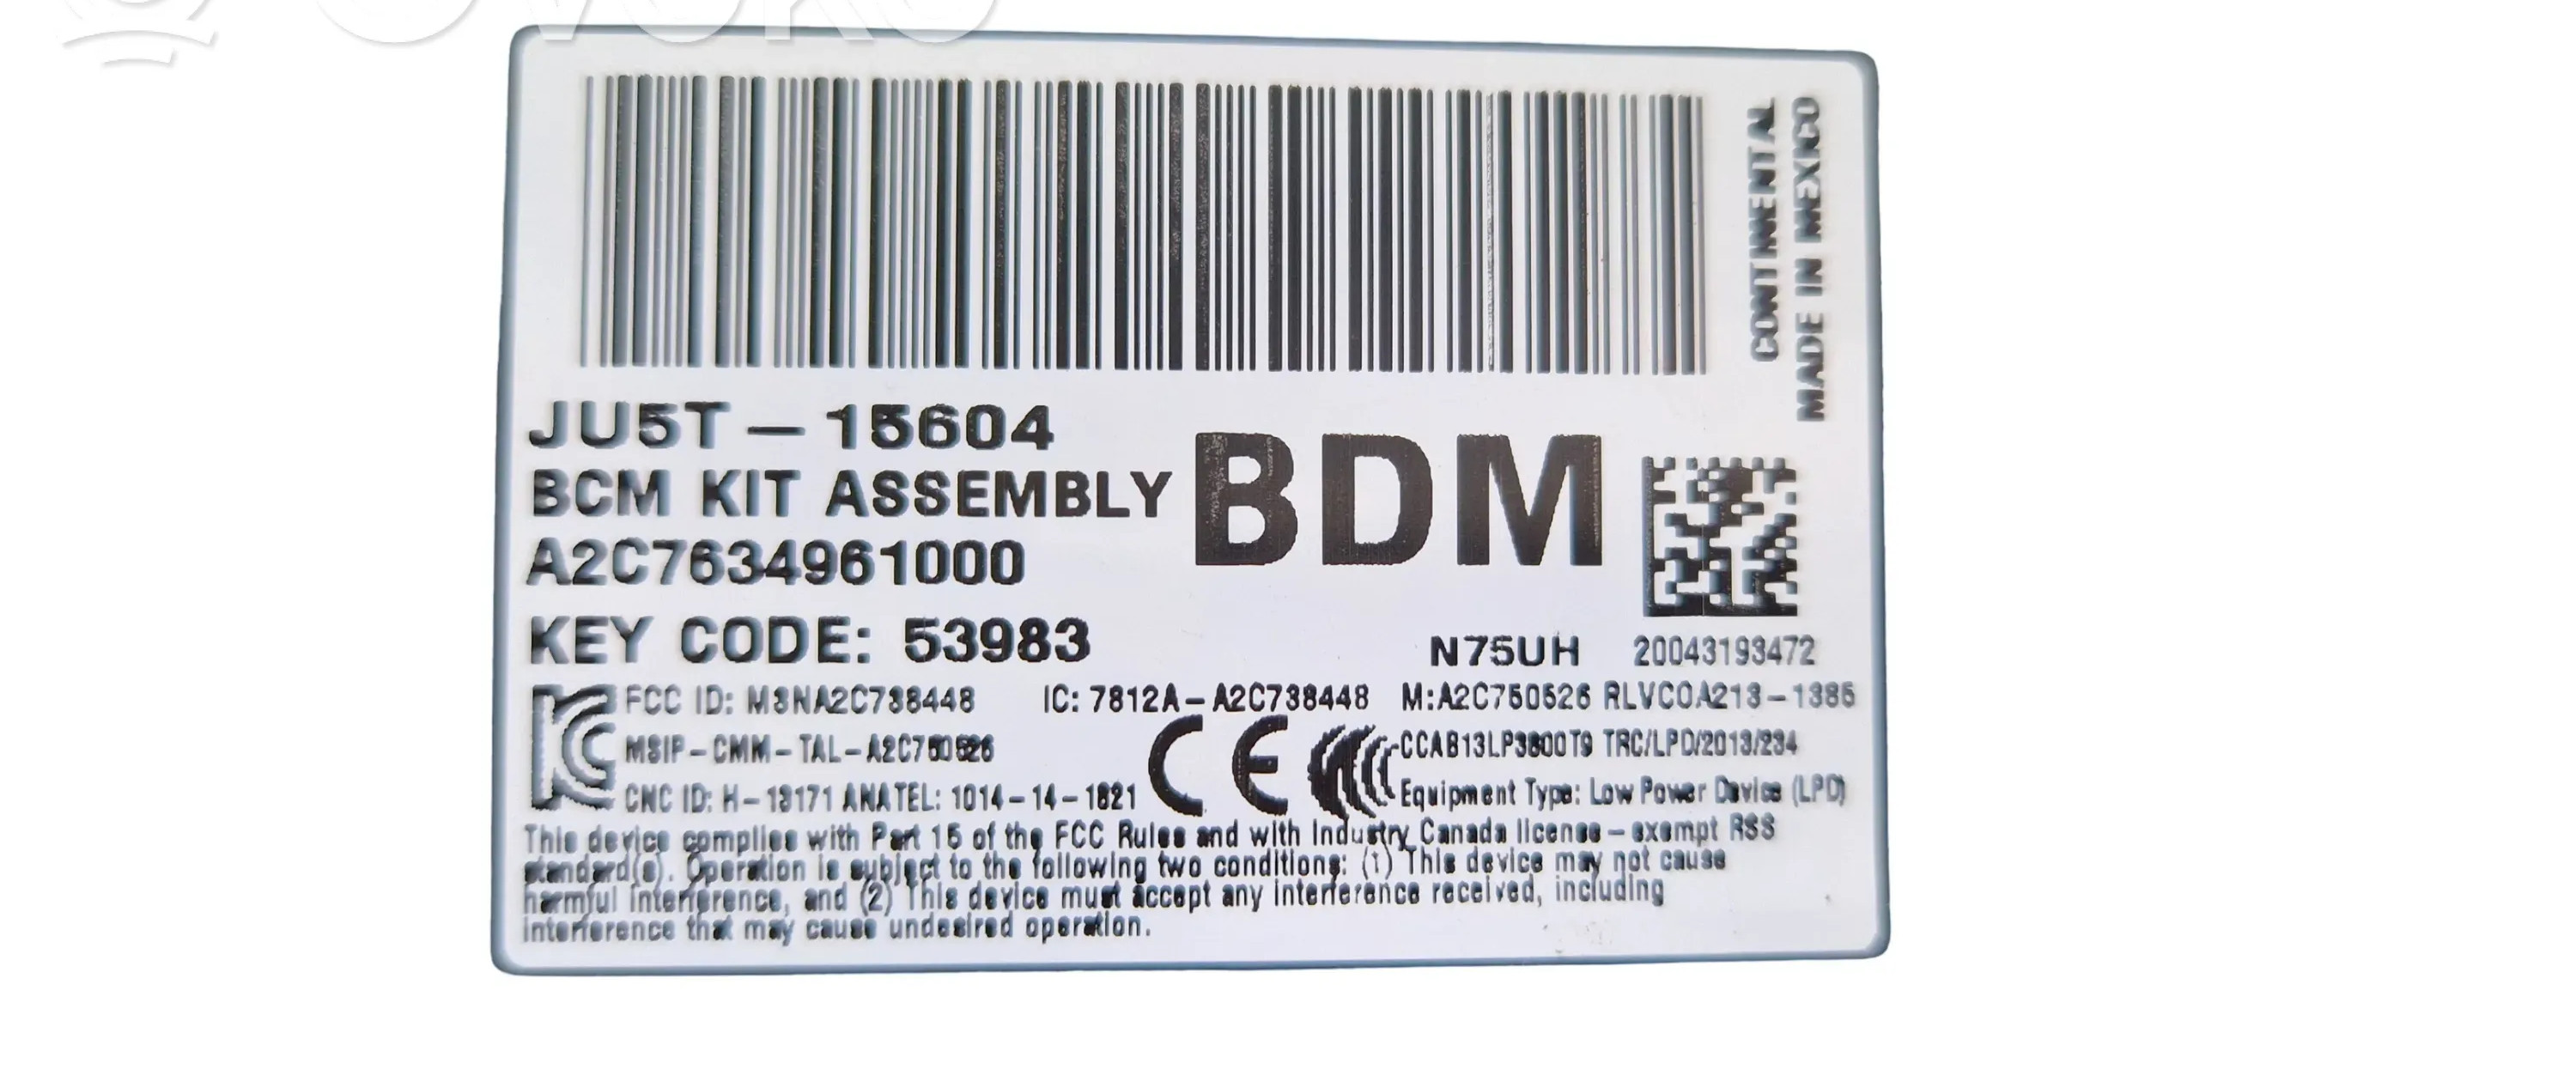 CONTINENTAL
MADE IN MEXICO
JU5T-15604
BCM KIT ASSEMBLY
BDM
A2C7634961000
KEY CODE: 53983
N75UH 20043193472
FCC ID: M3NA2C738448 IC: 7812A-A2C738448 M:A2C750526 RLVCOA213-1385
MSIP-CMM-TAL-A2C750526
CCAB13LP3800T9 TRC/LPD/2013/234
CNC ID: H-13171 ANATEL: 1014-14-1821
Equipment Type: Low Power Device (LPD)
This device complies with Part 15 of the FCC Rules and with Industry Canada license-exempt RSS
standard(s). Operation is subject to the following two conditions: (1) This device may not cause
harmful interference, and (2) This device must accept any interference received, including
interference that may cause undesired operation.